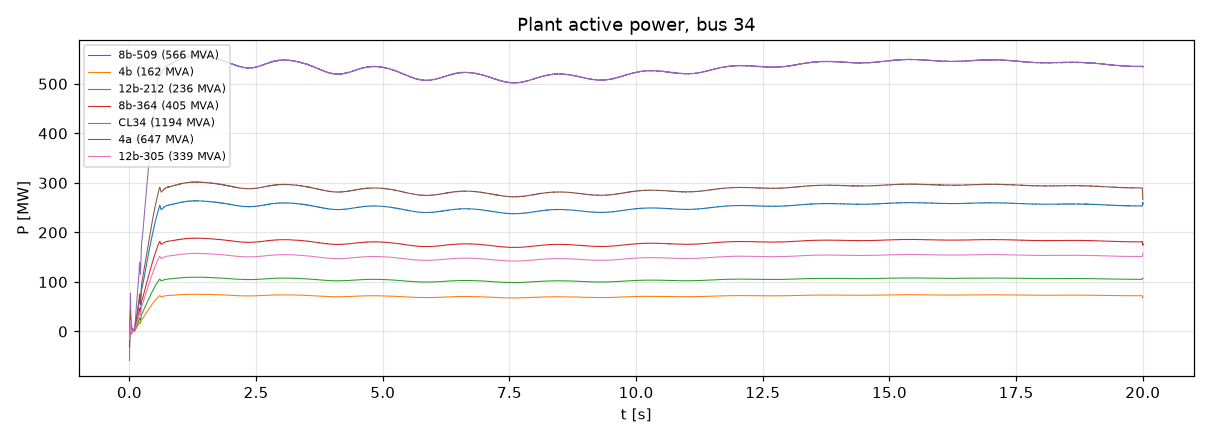 Plant active power, bus 34
8b-509 (566 MVA)
4b (162 MVA)
12b-212 (236 MVA)
8b-364 (405 MVA)
CL34 (1194 MVA)
4a (647 MVA)
12b-305 (339 MVA)
P [MW]
500
400
300
200
100
0
0.0 2.5 5.0 7.5 10.0 12.5 15.0 17.5 20.0
t [s]